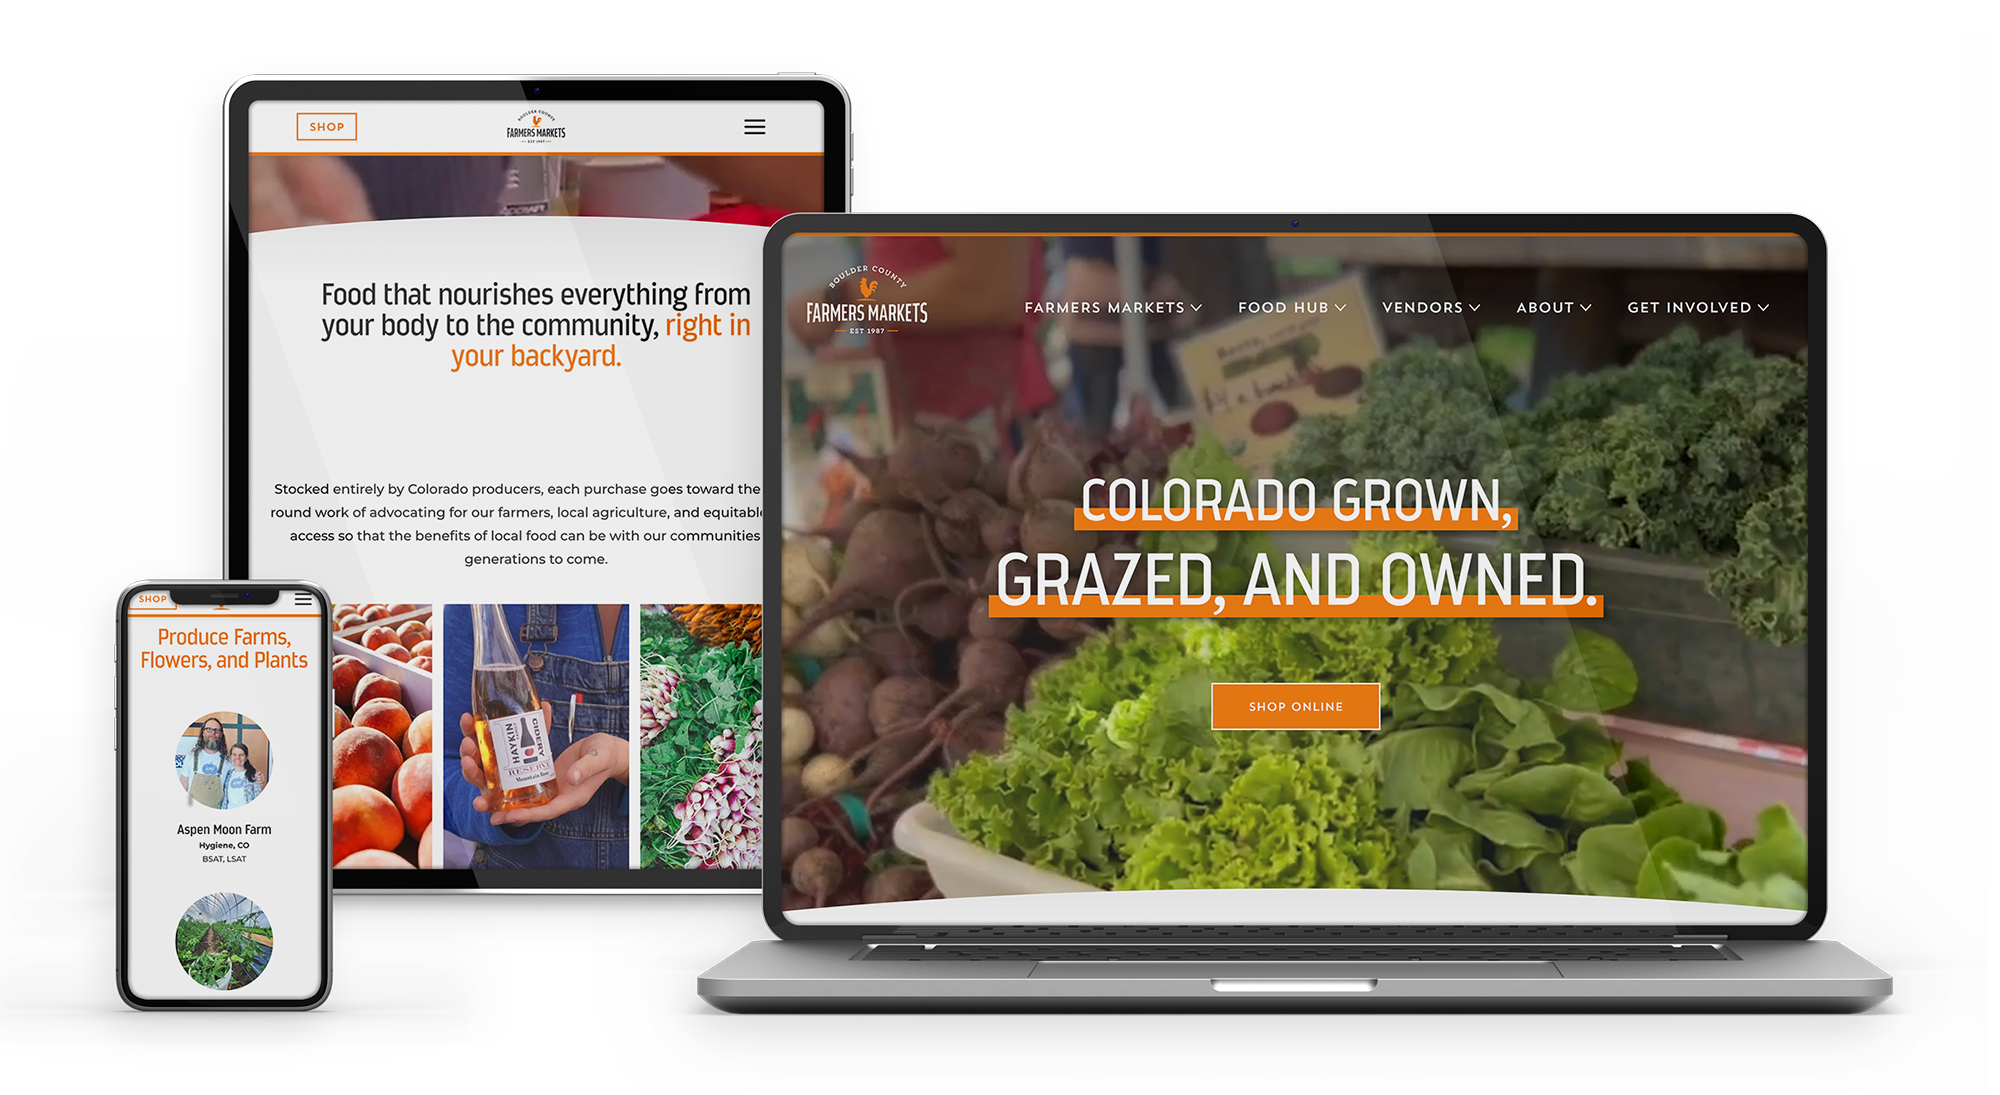 SHOP
BOULDER COUNTY
FARMERS MARKETS
EST 1987
Food that nourishes everything from
your body to the community, right in
your backyard.
Stocked entirely by Colorado producers, each purchase goes toward the
round work of advocating for our farmers, local agriculture, and equitable
access so that the benefits of local food can be with our communities
generations to come.
HAYKIN
CIDERY
RESERVE
Mountain Rose
SHOP
Produce Farms,
Flowers, and Plants
Aspen Moon Farm
Hygiene, CO
BSAT, LSAT
BOULDER COUNTY
FARMERS MARKETS
EST 1987
FARMERS MARKETS
FOOD HUB
VENDORS
ABOUT
GET INVOLVED
COLORADO GROWN,
GRAZED, AND OWNED.
SHOP ONLINE